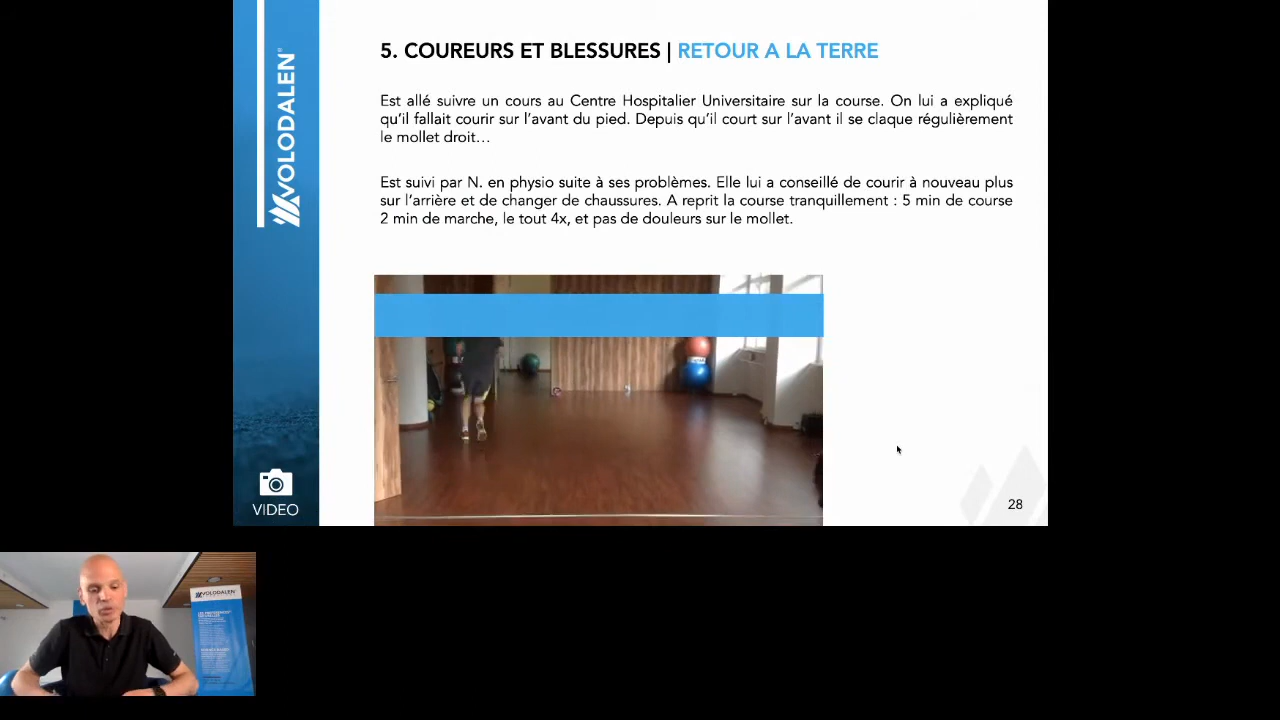 5. COUREURS ET BLESSURES | RETOUR A LA TERRE
Est allé suivre un cours au Centre Hospitalier Universitaire sur la course. On lui a expliqué
qu'il fallait courir sur l'avant du pied. Depuis qu'il court sur l'avant il se claque régulièrement
le mollet droit…
Est suivi par N. en physio suite à ses problèmes. Elle lui a conseillé de courir à nouveau plus
sur l'arrière et de changer de chaussures. A reprit la course tranquillement : 5 min de course
2 min de marche, le tout 4x, et pas de douleurs sur le mollet.
VOLODALEN®
VIDEO
28
VOLODALEN